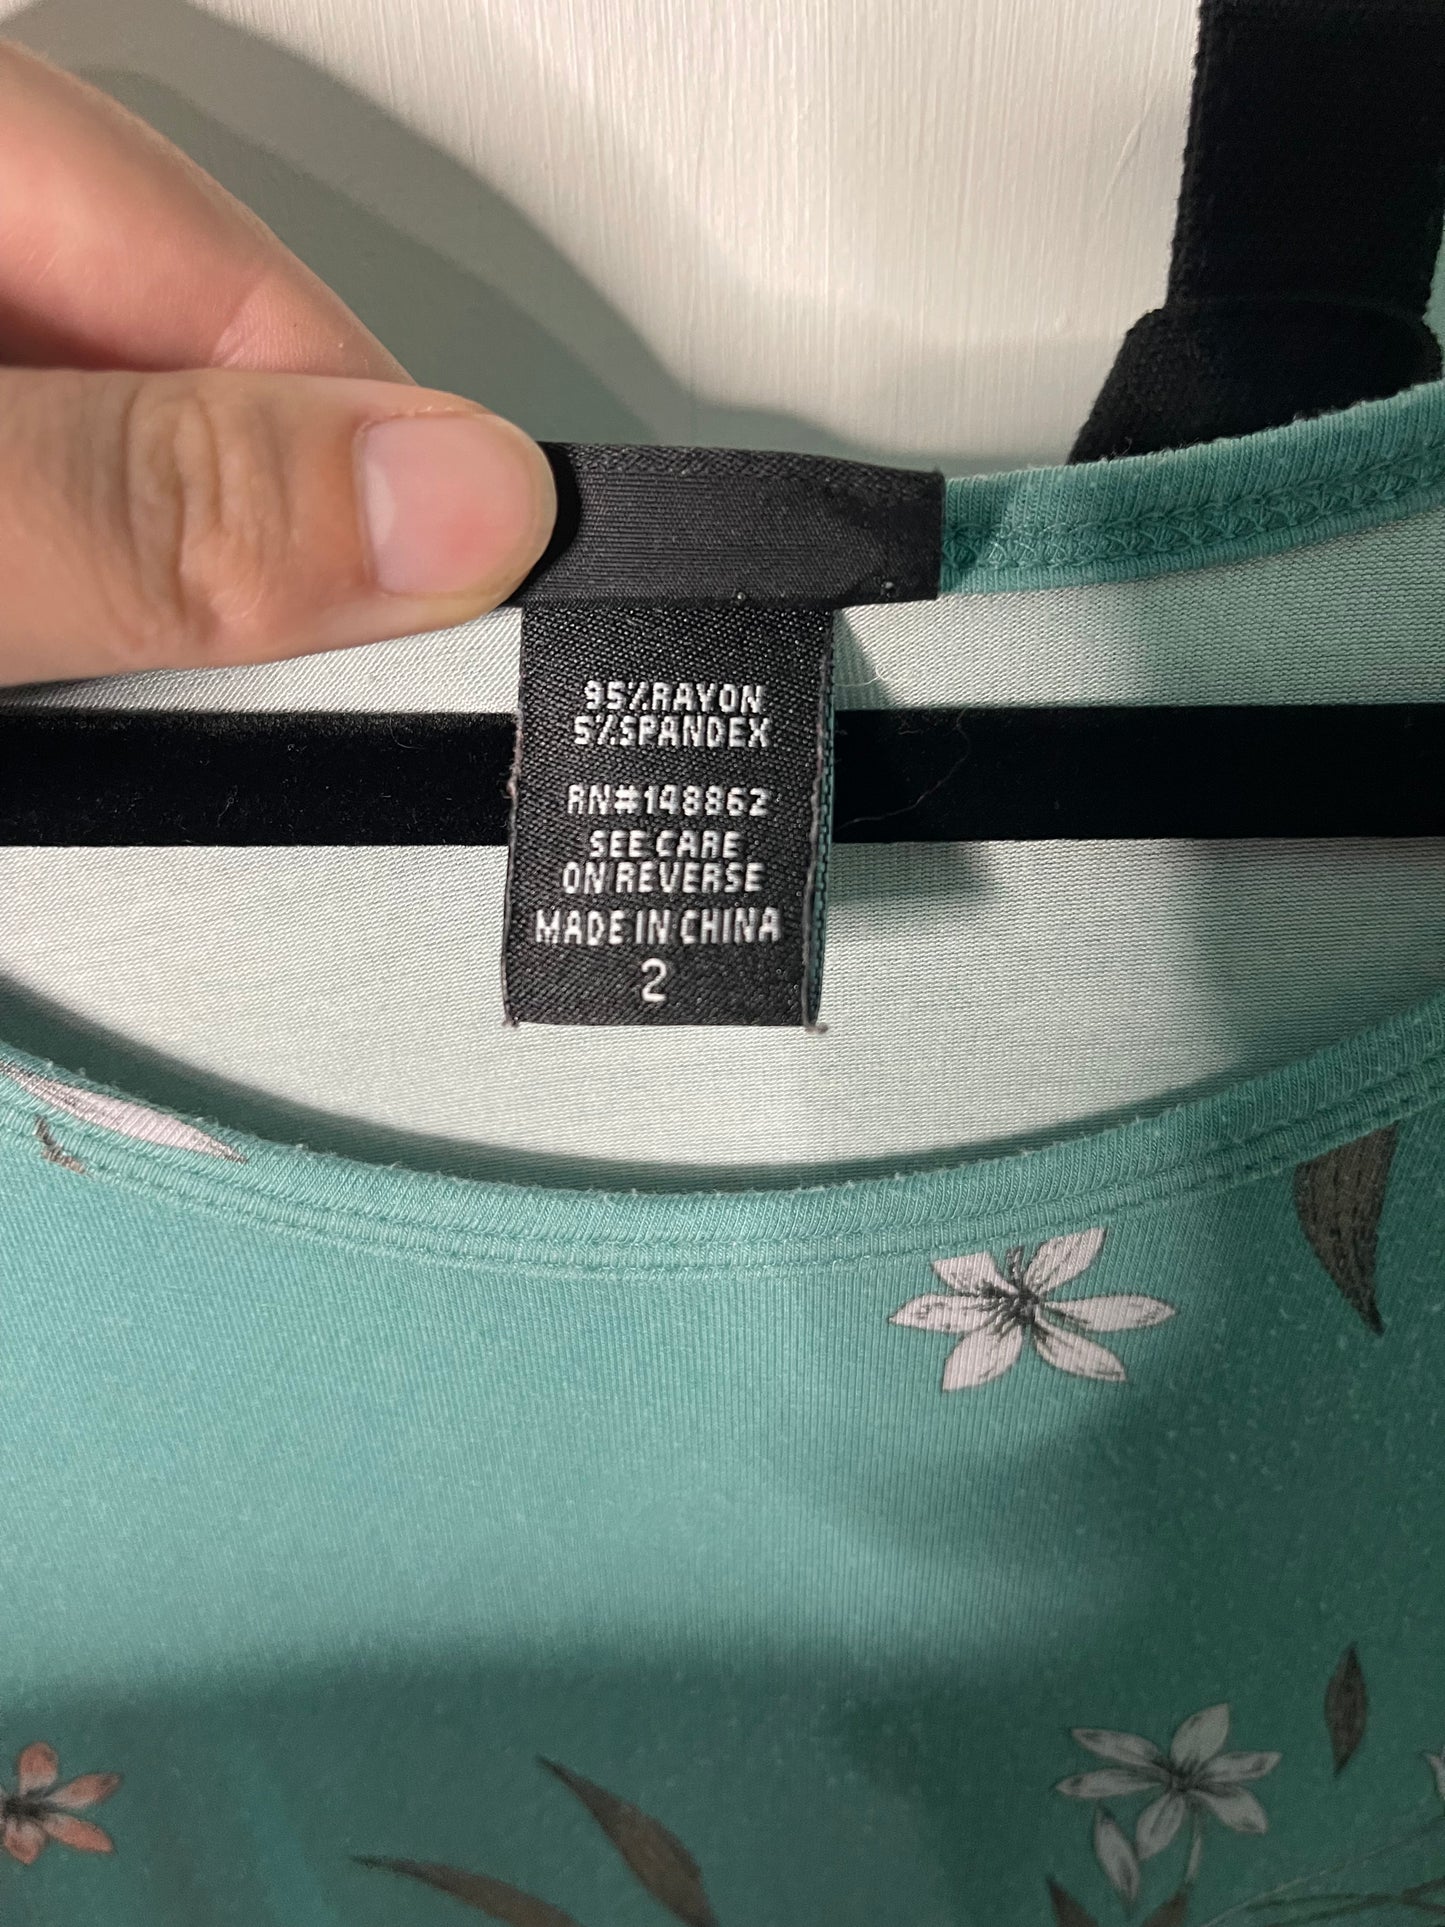 95%RAYON
5%SPANDEX
RN#148862
SEE CARE
ON REVERSE
MADE IN CHINA
2